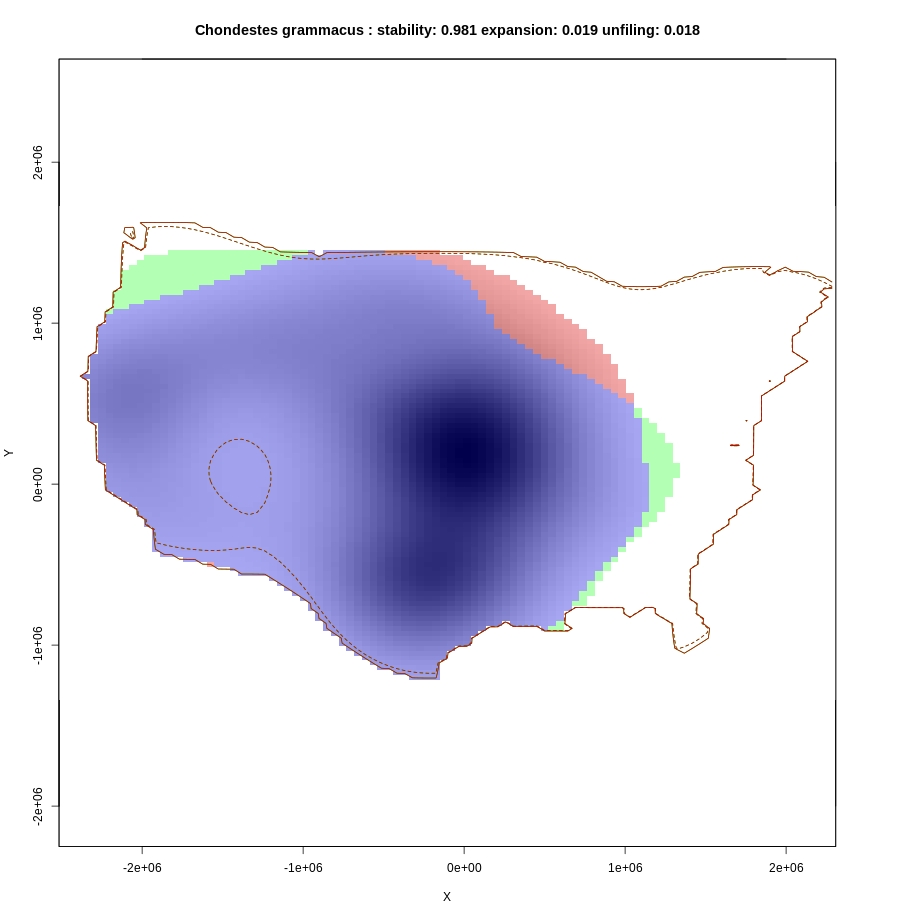 Chondestes grammacus : stability: 0.981 expansion: 0.019 unfiling: 0.018
2e+06
1e+06
0e+00
-1e+06
-2e+06
Y
-2e+06 -1e+06 0e+00 1e+06 2e+06
X